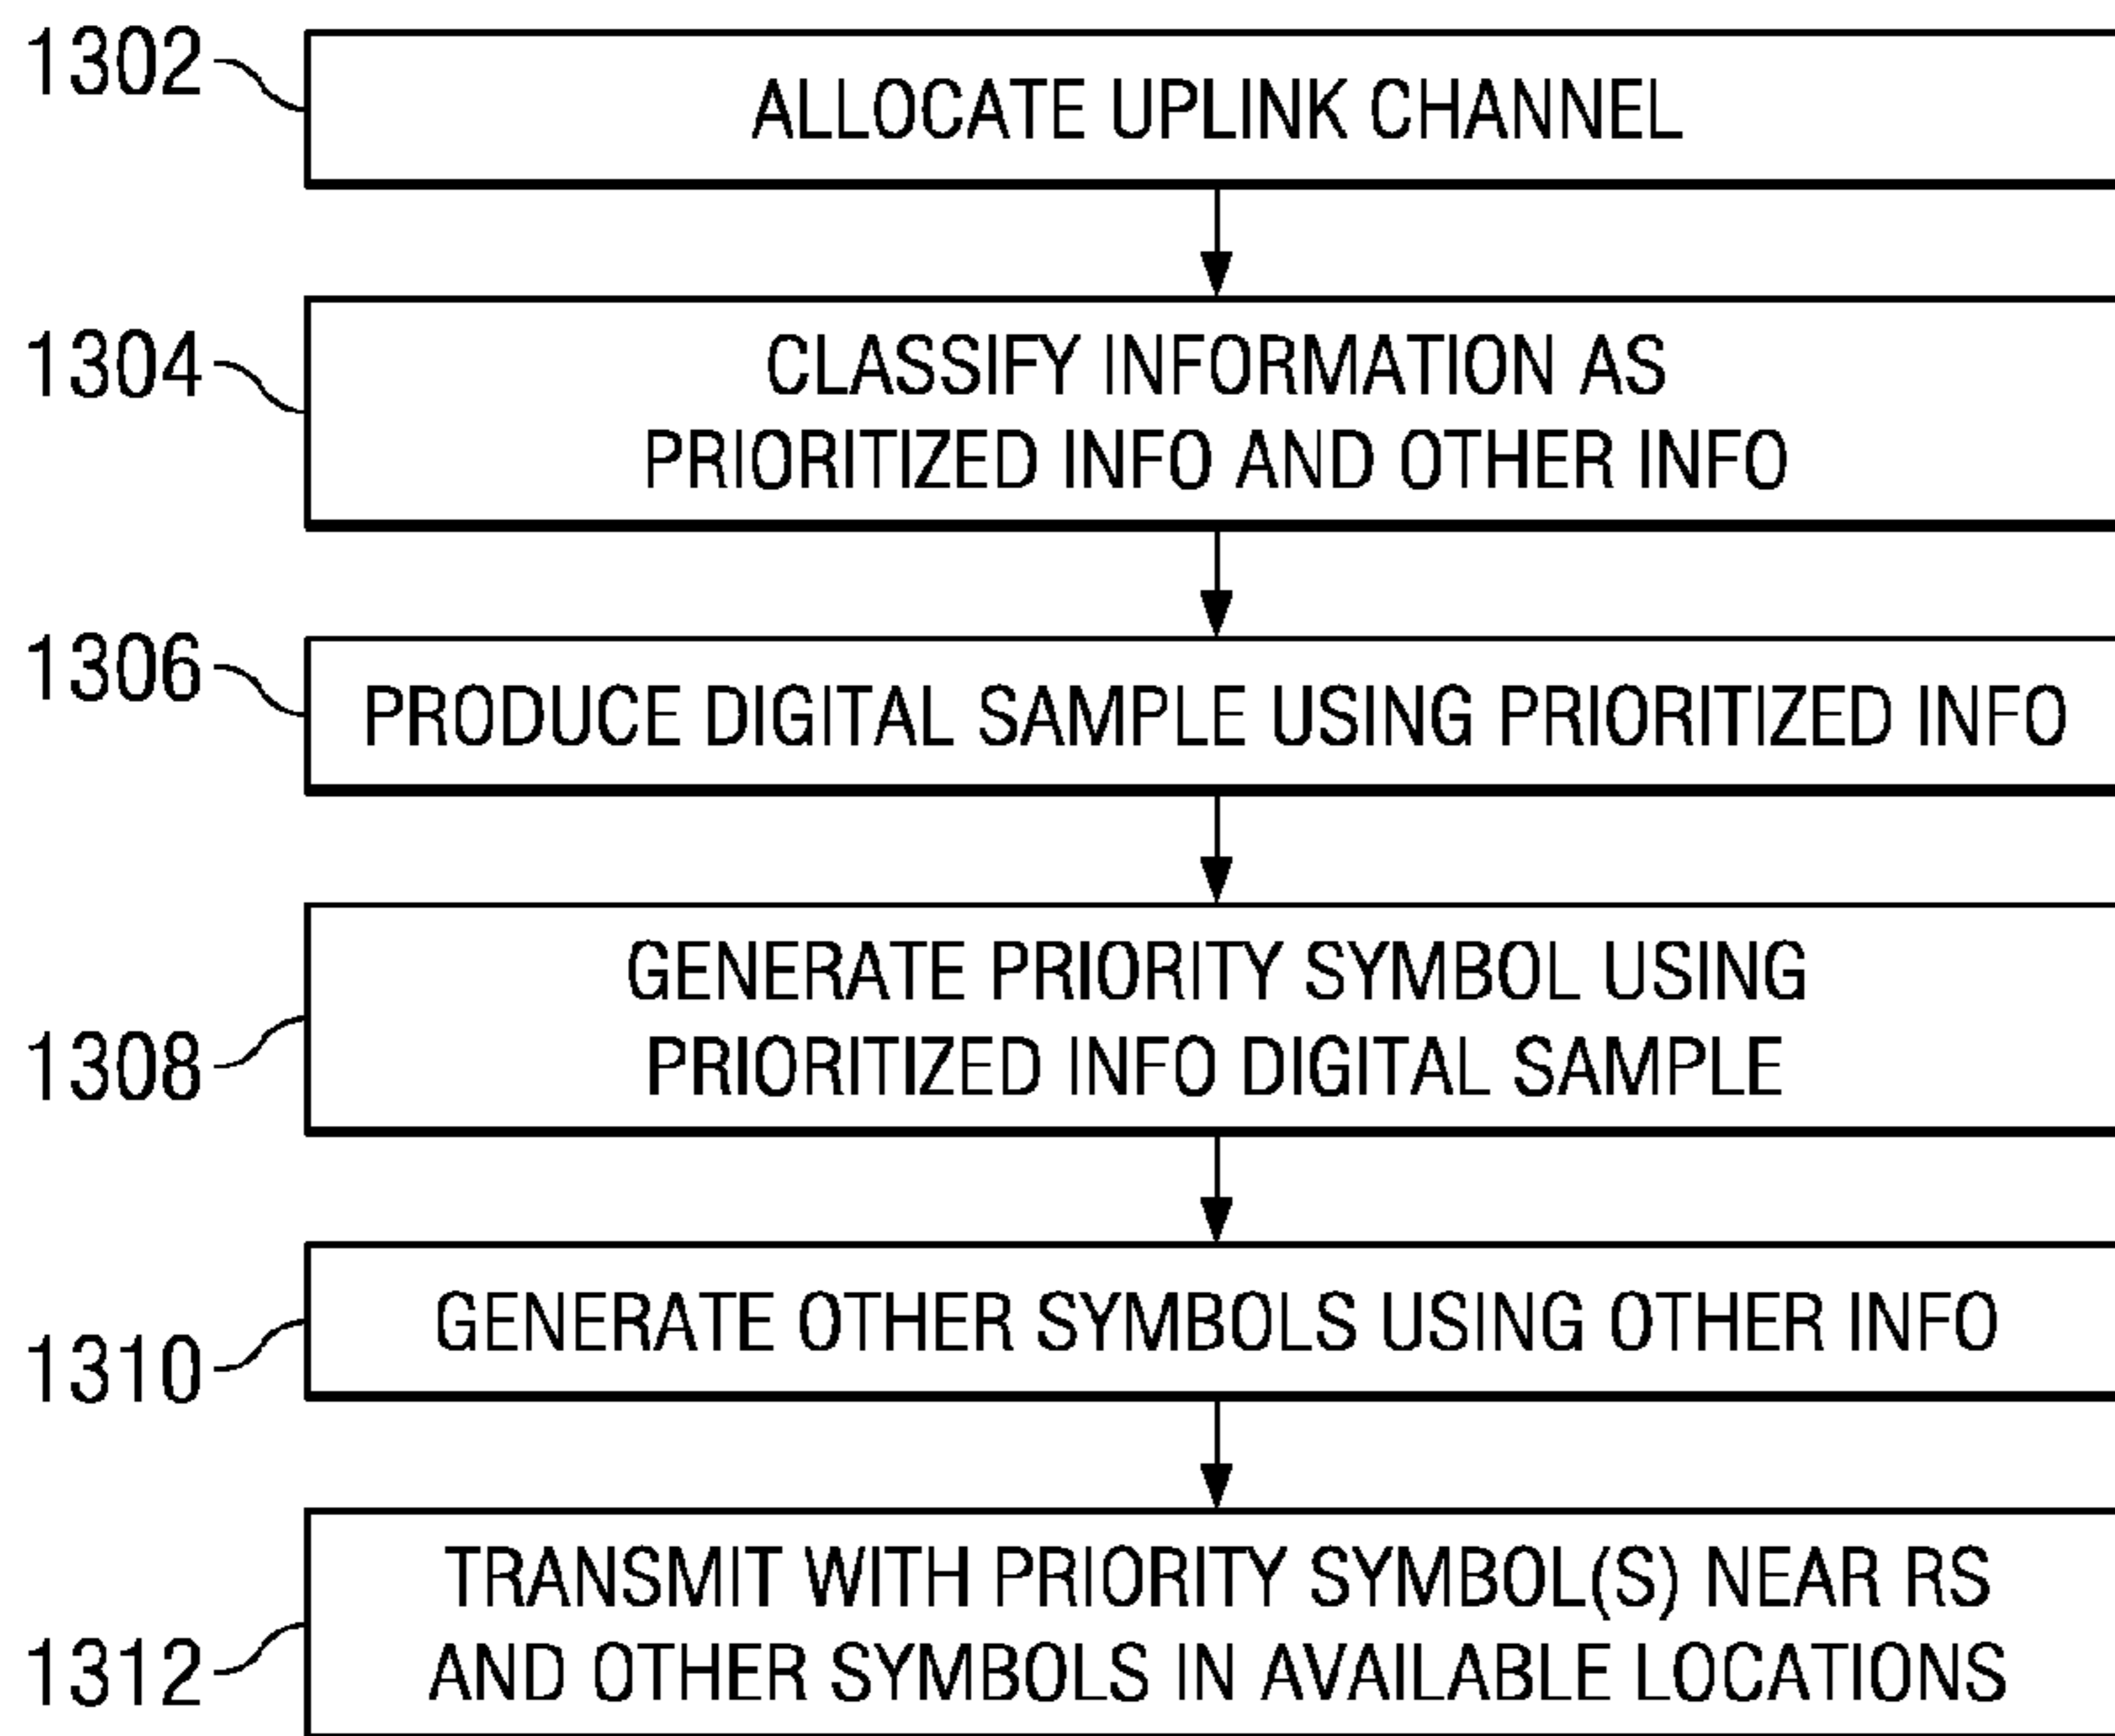 1302
ALLOCATE UPLINK CHANNEL
1304
CLASSIFY INFORMATION AS
PRIORITIZED INFO AND OTHER INFO
1306
PRODUCE DIGITAL SAMPLE USING PRIORITIZED INFO
1308
GENERATE PRIORITY SYMBOL USING
PRIORITIZED INFO DIGITAL SAMPLE
1310
GENERATE OTHER SYMBOLS USING OTHER INFO
1312
TRANSMIT WITH PRIORITY SYMBOL(S) NEAR RS
AND OTHER SYMBOLS IN AVAILABLE LOCATIONS